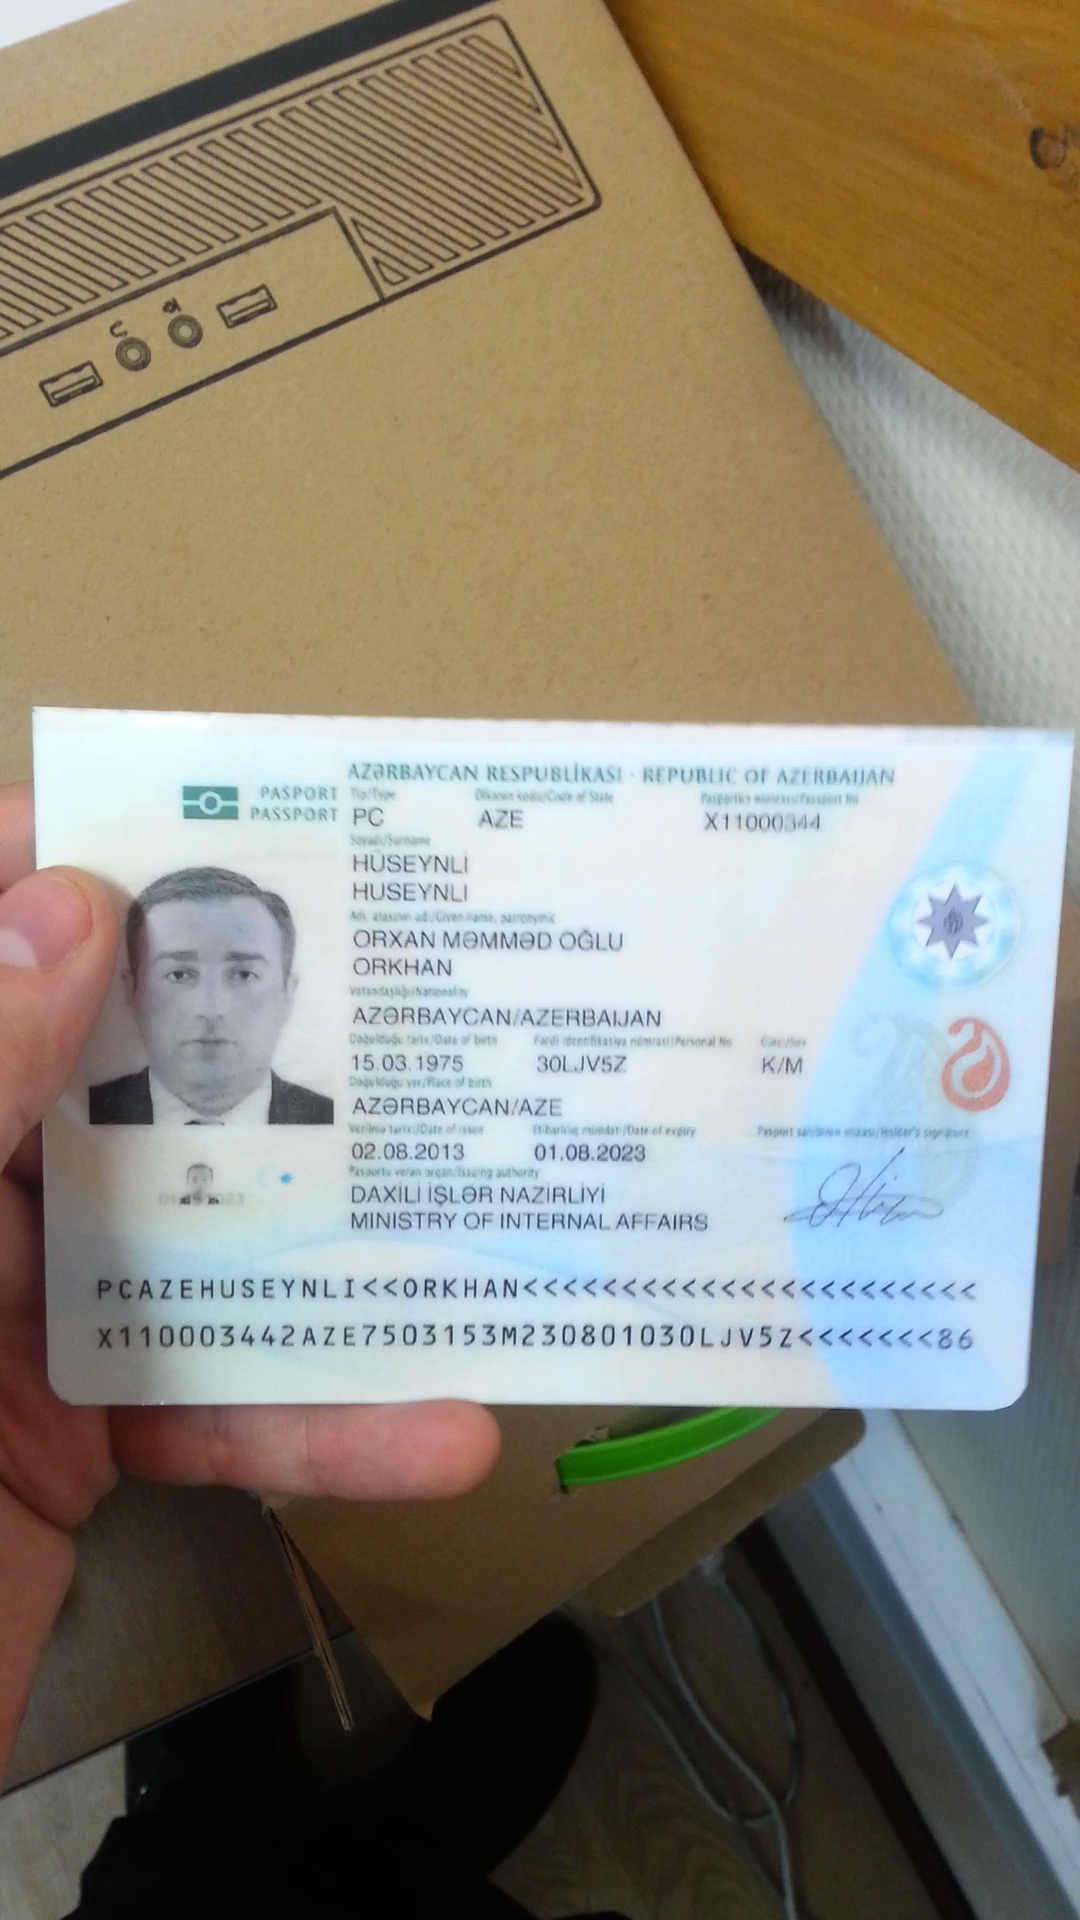 AZƏRBAYCAN RESPUBLİKASI · REPUBLIC OF AZERBAIJAN
PASPORT
PASSPORT
Tip/Type
Ölkənin kodu/Code of State
Pasportun nömrəsi/Passport No
PC
AZE
X11000344
Soyadı/Surname
HÜSEYNLİ
HUSEYNLI
Adı, atasının adı/Given name, patronymic
ORXAN MƏMMƏD OĞLU
ORKHAN
Vətəndaşlığı/Nationality
AZƏRBAYCAN/AZERBAIJAN
Doğulduğu tarix/Date of birth
Fərdi identifikasiya nömrəsi/Personal No
Cinsi/Sex
15.03.1975
30LJV5Z
K/M
Doğulduğu yer/Place of birth
AZƏRBAYCAN/AZE
Verilmə tarixi/Date of issue
Etibarlılıq müddəti/Date of expiry
Pasport sahibinin imzası/Holder's signature
02.08.2013
01.08.2023
Pasportu verən orqan/Issuing authority
DAXİLİ İŞLƏR NAZİRLİYİ
MINISTRY OF INTERNAL AFFAIRS
PCAZEHUSEYNLI<<ORKHAN<<<<<<<<<<<<<<<<<<<<<<<
X110003442AZE7503153M230801030LJV5Z<<<<<<<86